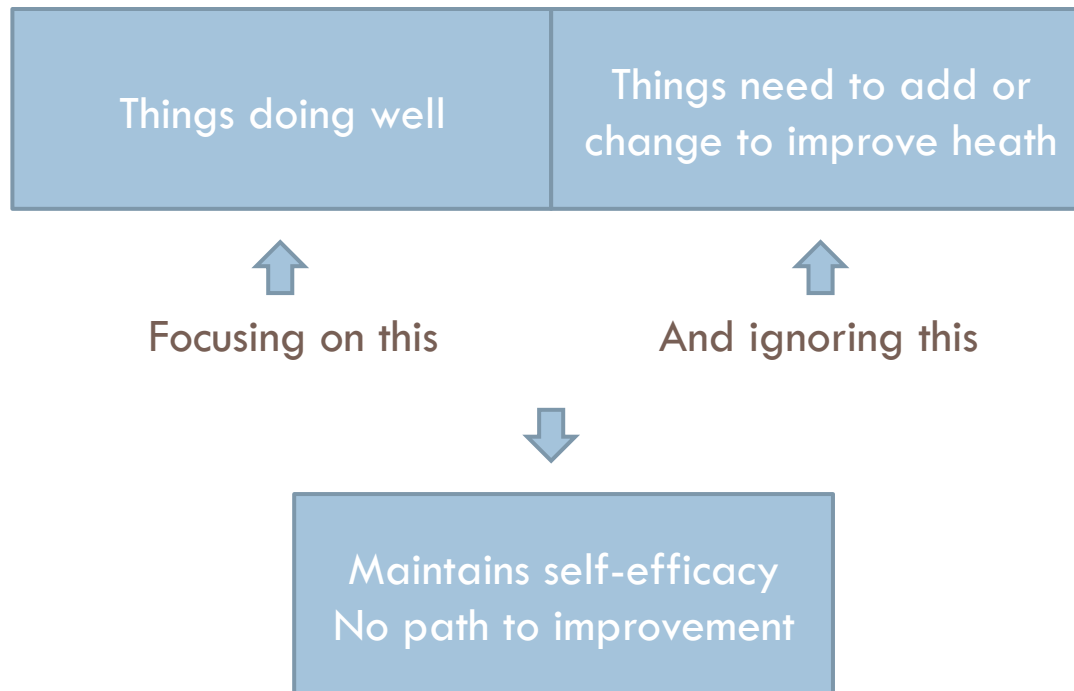 Things doing well
Things need to add or
change to improve heath
Focusing on this
And ignoring this
Maintains self-efficacy
No path to improvement